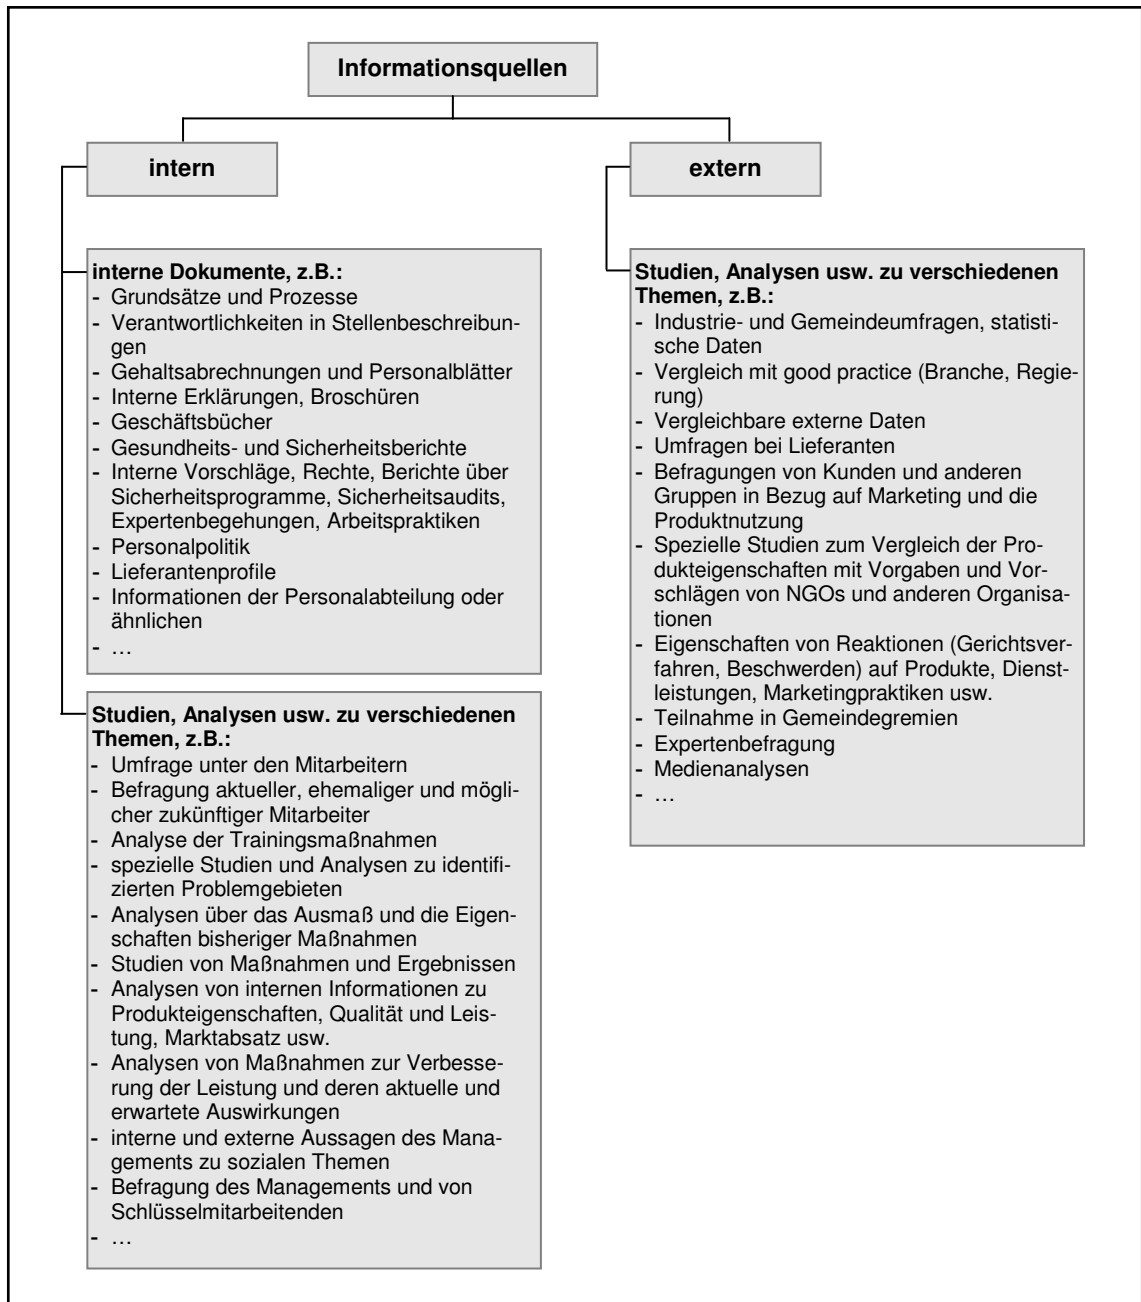 Informationsquellen
intern
extern
interne Dokumente, z.B.:
- Grundsätze und Prozesse
- Verantwortlichkeiten in Stellenbeschreibun-
gen
- Gehaltsabrechnungen und Personalblätter
- Interne Erklärungen, Broschüren
- Geschäftsbücher
- Gesundheits- und Sicherheitsberichte
- Interne Vorschläge, Rechte, Berichte über
Sicherheitsprogramme, Sicherheitsaudits,
Expertenbegehungen, Arbeitspraktiken
- Personalpolitik
- Lieferantenprofile
- Informationen der Personalabteilung oder
ähnlichen
- …
Studien, Analysen usw. zu verschiedenen
Themen, z.B.:
- Umfrage unter den Mitarbeitern
- Befragung aktueller, ehemaliger und mögli-
cher zukünftiger Mitarbeiter
- Analyse der Trainingsmaßnahmen
- spezielle Studien und Analysen zu identifi-
zierten Problemgebieten
- Analysen über das Ausmaß und die Eigen-
schaften bisheriger Maßnahmen
- Studien von Maßnahmen und Ergebnissen
- Analysen von internen Informationen zu
Produkteigenschaften, Qualität und Leis-
tung, Marktabsatz usw.
- Analysen von Maßnahmen zur Verbesse-
rung der Leistung und deren aktuelle und
erwartete Auswirkungen
- interne und externe Aussagen des Mana-
gements zu sozialen Themen
- Befragung des Managements und von
Schlüsselmitarbeitenden
- …
Studien, Analysen usw. zu verschiedenen
Themen, z.B.:
- Industrie- und Gemeindeumfragen, statisti-
sche Daten
- Vergleich mit good practice (Branche, Regie-
rung)
- Vergleichbare externe Daten
- Umfragen bei Lieferanten
- Befragungen von Kunden und anderen
Gruppen in Bezug auf Marketing und die
Produktnutzung
- Spezielle Studien zum Vergleich der Pro-
dukteigenschaften mit Vorgaben und Vor-
schlägen von NGOs und anderen Organisa-
tionen
- Eigenschaften von Reaktionen (Gerichtsver-
fahren, Beschwerden) auf Produkte, Dienst-
leistungen, Marketingpraktiken usw.
- Teilnahme in Gemeindegremien
- Expertenbefragung
- Medienanalysen
- …